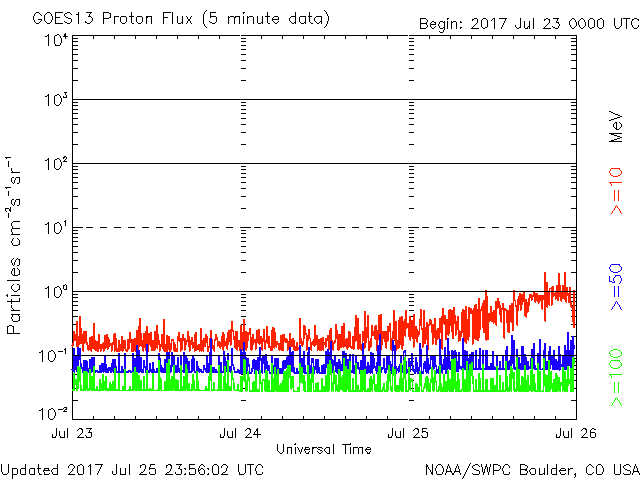 GOES13 Proton Flux (5 minute data)
Begin: 2017 Jul 23 0000 UTC
10⁴
10³
10²
10¹
10⁰
10⁻¹
10⁻²
Particles cm⁻²s⁻¹sr⁻¹
Jul 23
Jul 24
Jul 25
Jul 26
Universal Time
>=10
>=50
>=100
MeV
Updated 2017 Jul 25 23:56:02 UTC
NOAA/SWPC Boulder, CO USA